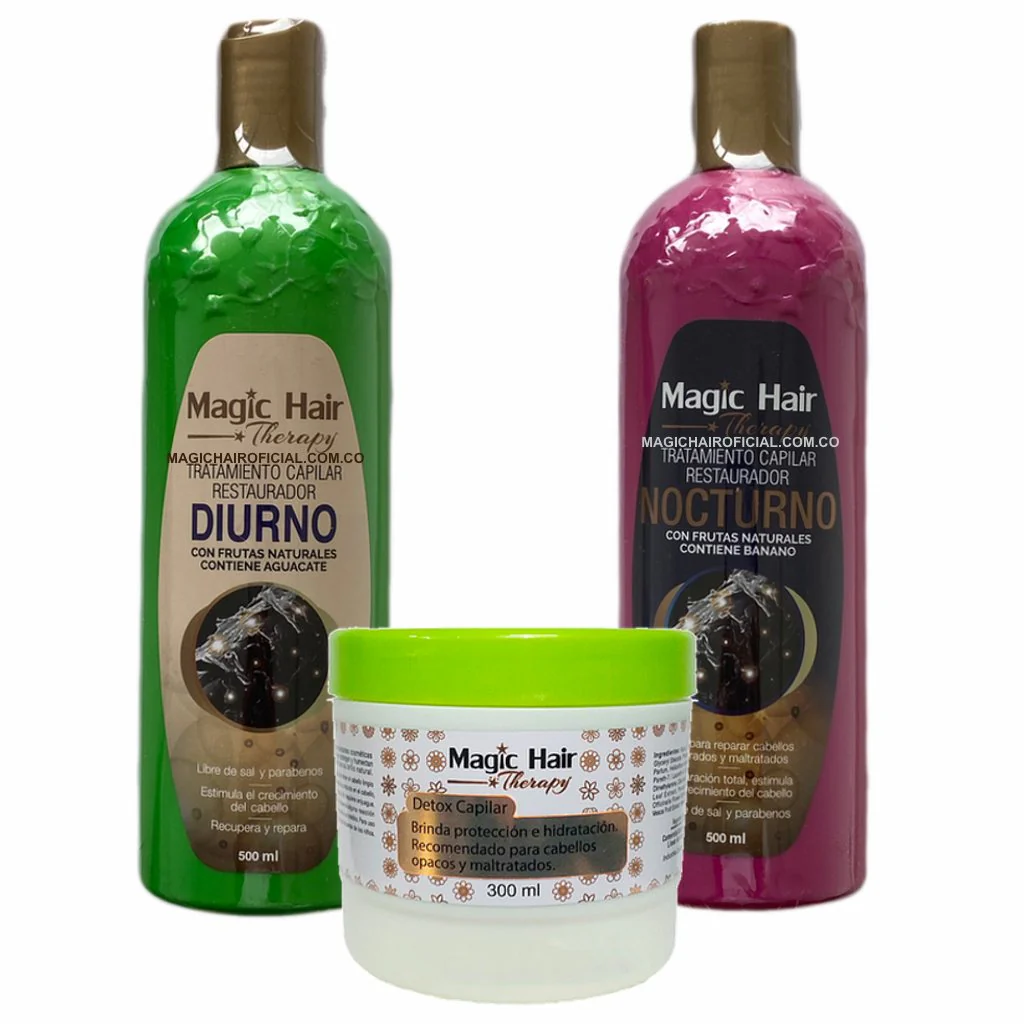 Magic Hair
Therapy
MAGICHAIROFICIAL.COM.CO
TRATAMIENTO CAPILAR
RESTAURADOR
DIURNO
CON FRUTAS NATURALES
CONTIENE AGUACATE
Libre de sal y parabenos
Estimula el crecimiento
del cabello
Recupera y repara
500 ml
Magic Hair
Therapy
MAGICHAIROFICIAL.COM.CO
TRATAMIENTO CAPILAR
RESTAURADOR
NOCTURNO
CON FRUTAS NATURALES
CONTIENE BANANO
para reparar cabellos
y maltratados
total, estimula
crecimiento del cabello
de sal y parabenos
500 ml
Magic Hair
Therapy
Detox Capilar
Brinda protección e hidratación.
Recomendado para cabellos
opacos y maltratados.
300 ml